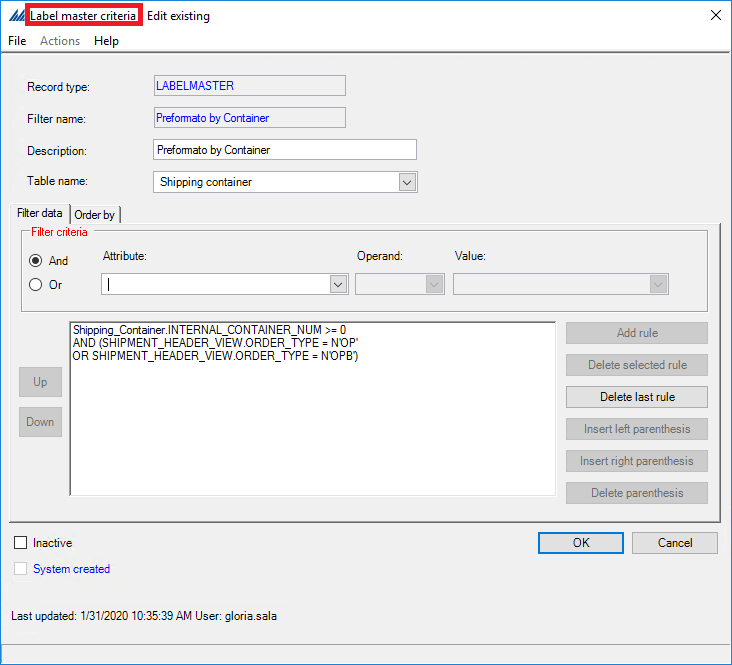 Label master criteria Edit existing
File Actions Help
Record type: LABELMASTER
Filter name: Preformato by Container
Description: Preformato by Container
Table name: Shipping container
Filter data Order by
Filter criteria
And Attribute: Operand: Value:
Or
Shipping_Container.INTERNAL_CONTAINER_NUM >= 0
AND (SHIPMENT_HEADER_VIEW.ORDER_TYPE = N'OP'
OR SHIPMENT_HEADER_VIEW.ORDER_TYPE = N'OPB')
Up
Down
Add rule
Delete selected rule
Delete last rule
Insert left parenthesis
Insert right parenthesis
Delete parenthesis
Inactive
OK Cancel
System created
Last updated: 1/31/2020 10:35:39 AM User: gloria.sala